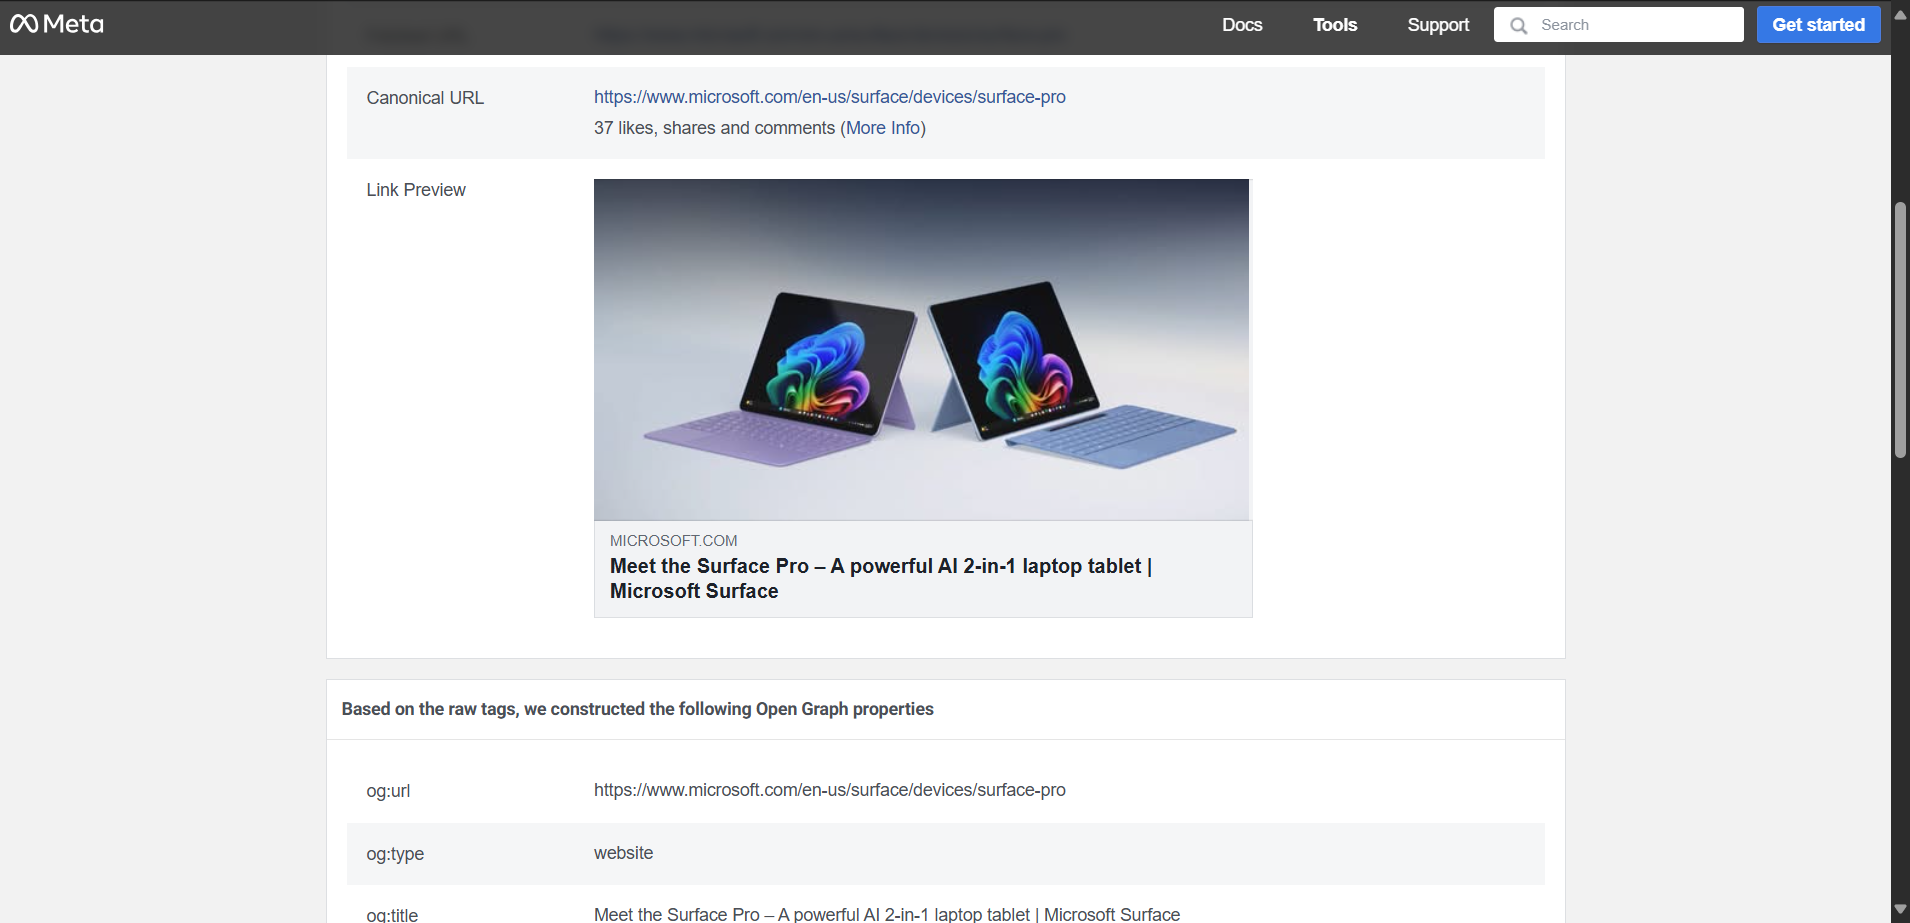 Meta
Docs
Tools
Support
Search
Get started
Canonical URL
https://www.microsoft.com/en-us/surface/devices/surface-pro
37 likes, shares and comments (More Info)
Link Preview
MICROSOFT.COM
Meet the Surface Pro – A powerful AI 2-in-1 laptop tablet |
Microsoft Surface
Based on the raw tags, we constructed the following Open Graph properties
og:url
https://www.microsoft.com/en-us/surface/devices/surface-pro
og:type
website
og:title
Meet the Surface Pro – A powerful AI 2-in-1 laptop tablet | Microsoft Surface